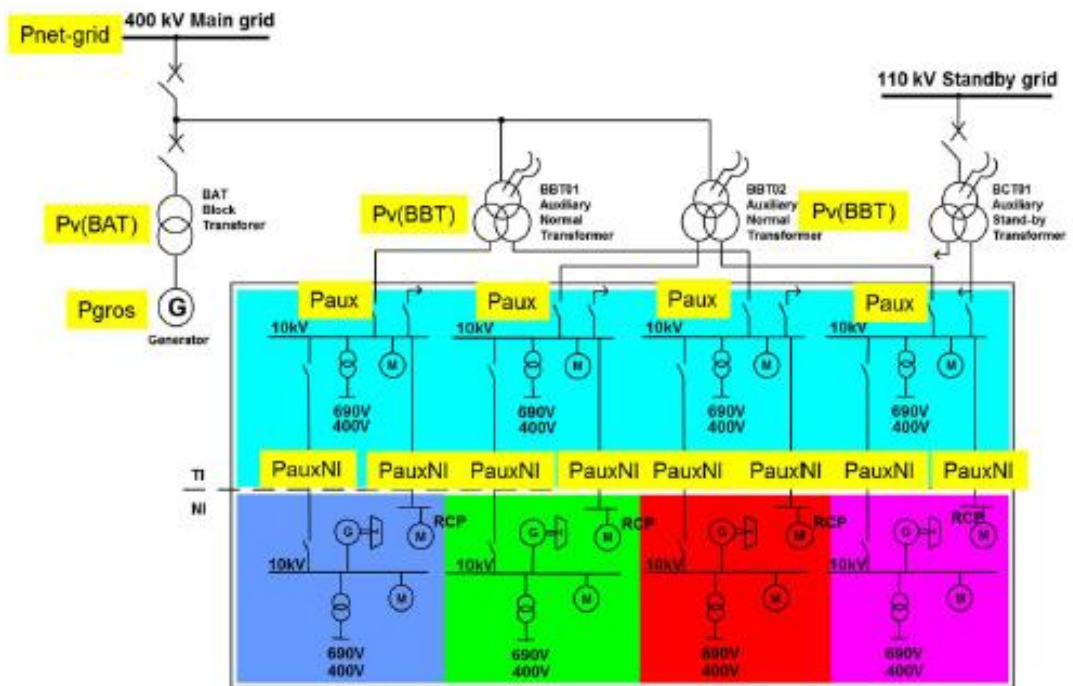 Pnet-grid
400 kV Main grid
110 kV Standby grid
BAT
Block
Transforer
Pv(BAT)
Pv(BBT)
BBT01
Auxiliary
Normal
Transformer
BBT02
Auxiliary
Normal
Transformer
Pv(BBT)
BCT01
Auxiliary
Stand-by
Transformer
Pgros
G
Generator
Paux
Paux
Paux
Paux
10kV
10kV
10kV
10kV
M
M
M
M
690V
400V
690V
400V
690V
400V
690V
400V
PauxNI
PauxNI
PauxNI
PauxNI
PauxNI
PauxNI
PauxNI
PauxNI
TI
NI
RCP
RCP
RCP
RCP
G
M
G
M
G
M
G
M
10kV
10kV
10kV
10kV
M
M
M
M
690V
400V
690V
400V
690V
400V
690V
400V